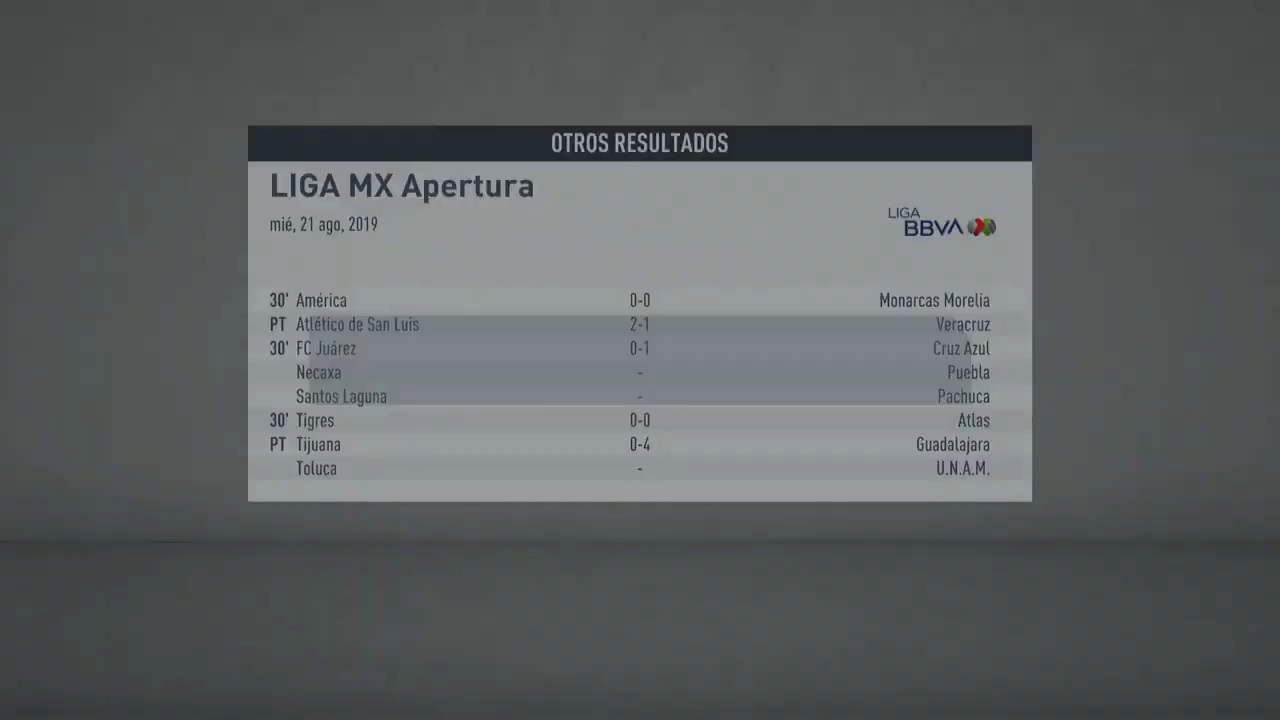 OTROS RESULTADOS
LIGA MX Apertura
mié, 21 ago, 2019
LIGA
BBVA
30' América 0-0 Monarcas Morelia
PT Atlético de San Luis 2-1 Veracruz
30' FC Juárez 0-1 Cruz Azul
Necaxa - Puebla
Santos Laguna - Pachuca
30' Tigres 0-0 Atlas
PT Tijuana 0-4 Guadalajara
Toluca - U.N.A.M.